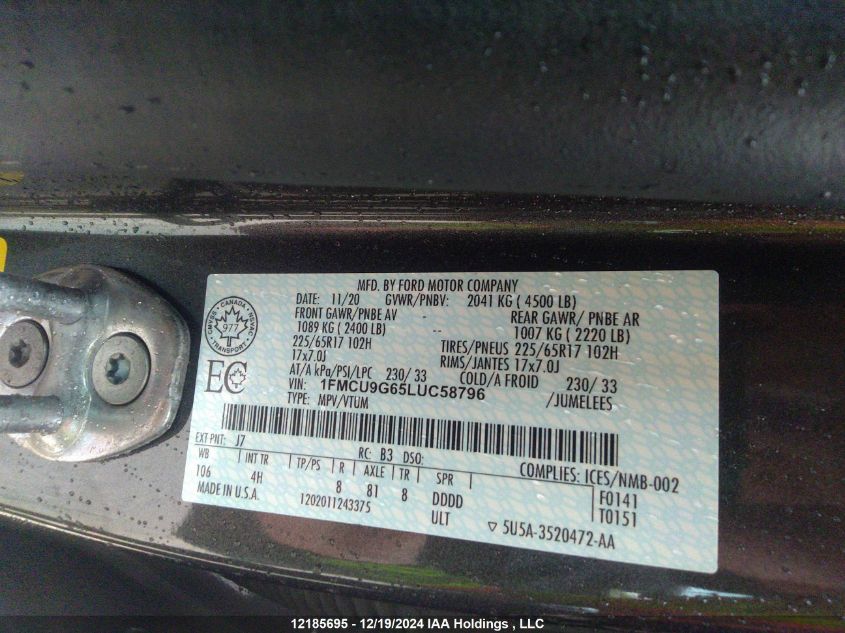 MFD. BY FORD MOTOR COMPANY
DATE: 11/20 GVWR/PNBV: 2041 KG ( 4500 LB)
FRONT GAWR/PNBE AV REAR GAWR/ PNBE AR
1089 KG ( 2400 LB) -- 1007 KG ( 2220 LB)
225/65R17 102H TIRES/PNEUS 225/65R17 102H
17x7.0J RIMS/JANTES 17x7.0J
AT/A kPa/PSI/LPC 230/ 33 COLD/A FROID 230/ 33
VIN: 1FMCU9G65LUC58796 /JUMELEES
TYPE: MPV/VTUM
CANADA
977
TRANSPORT
EC
EXT PNT: J7 RC: B3 DSO: COMPLIES: ICES/NMB-002
WB INT TR TP/PS R AXLE TR SPR F0141
106 4H 8 81 8 DDDD T0151
MADE IN U.S.A. 1202011243375 ULT ▽ 5U5A-3520472-AA
12185695 - 12/19/2024 IAA Holdings , LLC